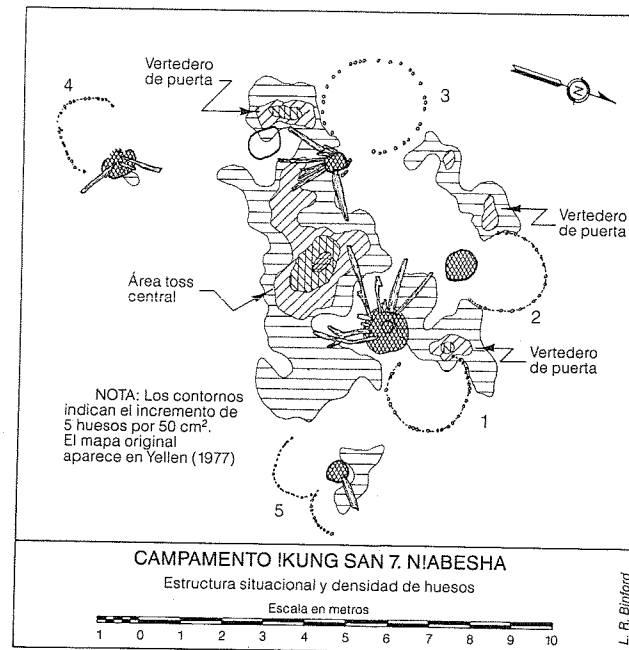 4
Vertedero
de puerta
3
N
Vertedero
de puerta
Área toss
central
2
Vertedero
de puerta
1
NOTA: Los contornos
indican el incremento de
5 huesos por 50 cm².
El mapa original
aparece en Yellen (1977)
5
CAMPAMENTO !KUNG SAN 7. N!ABESHA
Estructura situacional y densidad de huesos
Escala en metros
1 0 1 2 3 4 5 6 7 8 9 10
L. R. Binford